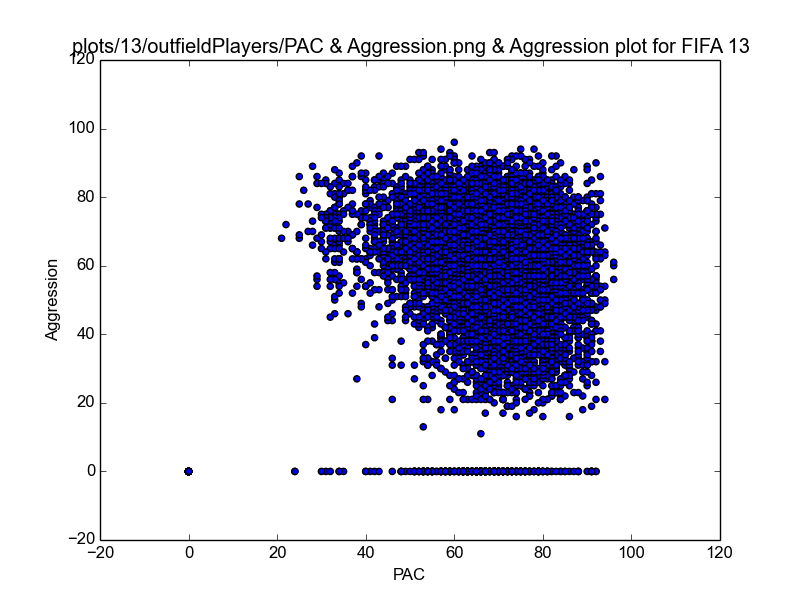 plots/13/outfieldPlayers/PAC & Aggression.png & Aggression plot for FIFA 13
120
100
80
60
40
20
0
−20
Aggression
−20 0 20 40 60 80 100 120
PAC